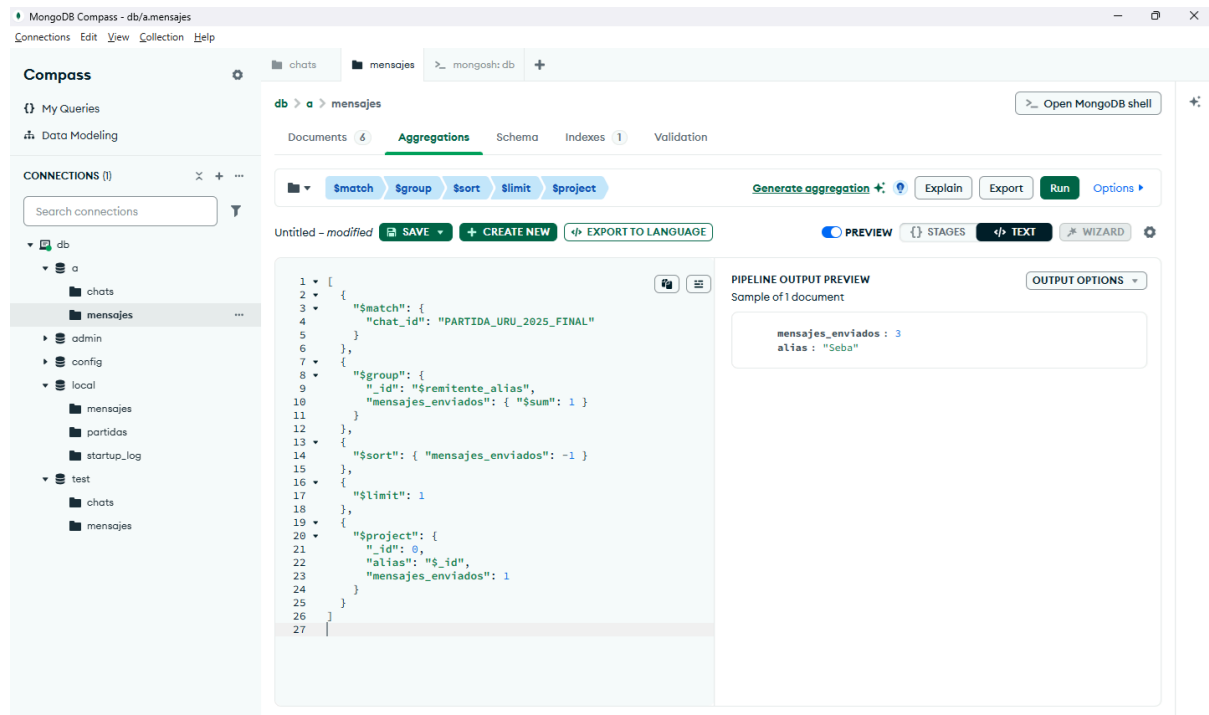 MongoDB Compass - db/a.mensajes
Connections Edit View Collection Help
Compass
{} My Queries
Data Modeling
CONNECTIONS (1)
Search connections
db
a
chats
mensajes
admin
config
local
mensajes
partidas
startup_log
test
chats
mensajes
chats mensajes >_ mongosh: db +
db > a > mensajes
>_ Open MongoDB shell
Documents 6 Aggregations Schema Indexes 1 Validation
$match $group $sort $limit $project
Generate aggregation Explain Export Run Options
Untitled – modified SAVE + CREATE NEW </> EXPORT TO LANGUAGE
PREVIEW {} STAGES </> TEXT WIZARD
1 [
2 {
3 "$match": {
4 "chat_id": "PARTIDA_URU_2025_FINAL"
5 }
6 },
7 {
8 "$group": {
9 "_id": "$remitente_alias",
10 "mensajes_enviados": { "$sum": 1 }
11 }
12 },
13 {
14 "$sort": { "mensajes_enviados": -1 }
15 },
16 {
17 "$limit": 1
18 },
19 {
20 "$project": {
21 "_id": 0,
22 "alias": "$_id",
23 "mensajes_enviados": 1
24 }
25 }
26 ]
27
PIPELINE OUTPUT PREVIEW
Sample of 1 document
OUTPUT OPTIONS
mensajes_enviados : 3
alias : "Seba"